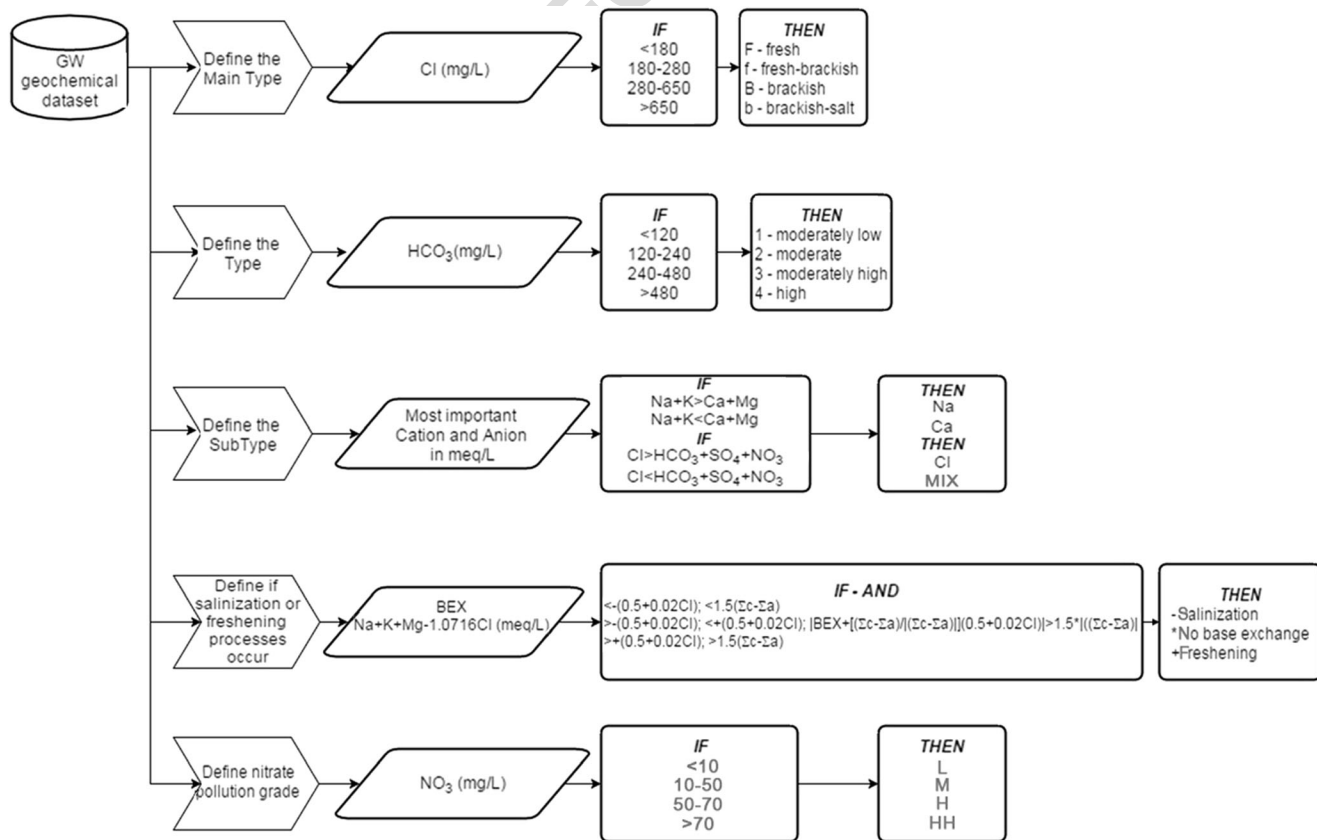 GW
geochemical
dataset
Define the
Main Type
Cl (mg/L)
IF
<180
180-280
280-650
>650
THEN
F - fresh
f - fresh-brackish
B - brackish
b - brackish-salt
Define the
Type
HCO₃(mg/L)
IF
<120
120-240
240-480
>480
THEN
1 - moderately low
2 - moderate
3 - moderately high
4 - high
Define the
SubType
Most important
Cation and Anion
in meq/L
IF
Na+K>Ca+Mg
Na+K<Ca+Mg
IF
Cl>HCO₃+SO₄+NO₃
Cl<HCO₃+SO₄+NO₃
THEN
Na
Ca
THEN
Cl
MIX
Define if
salinization or
freshening
processes
occur
BEX
Na+K+Mg-1.0716Cl (meq/L)
IF - AND
<-(0.5+0.02Cl); <1.5(Σc-Σa)
>-(0.5+0.02Cl); <+(0.5+0.02Cl); |BEX+[(Σc-Σa)/|(Σc-Σa)|](0.5+0.02Cl)|>1.5*|((Σc-Σa)|
>+(0.5+0.02Cl); >1.5(Σc-Σa)
THEN
-Salinization
*No base exchange
+Freshening
Define nitrate
pollution grade
NO₃ (mg/L)
IF
<10
10-50
50-70
>70
THEN
L
M
H
HH